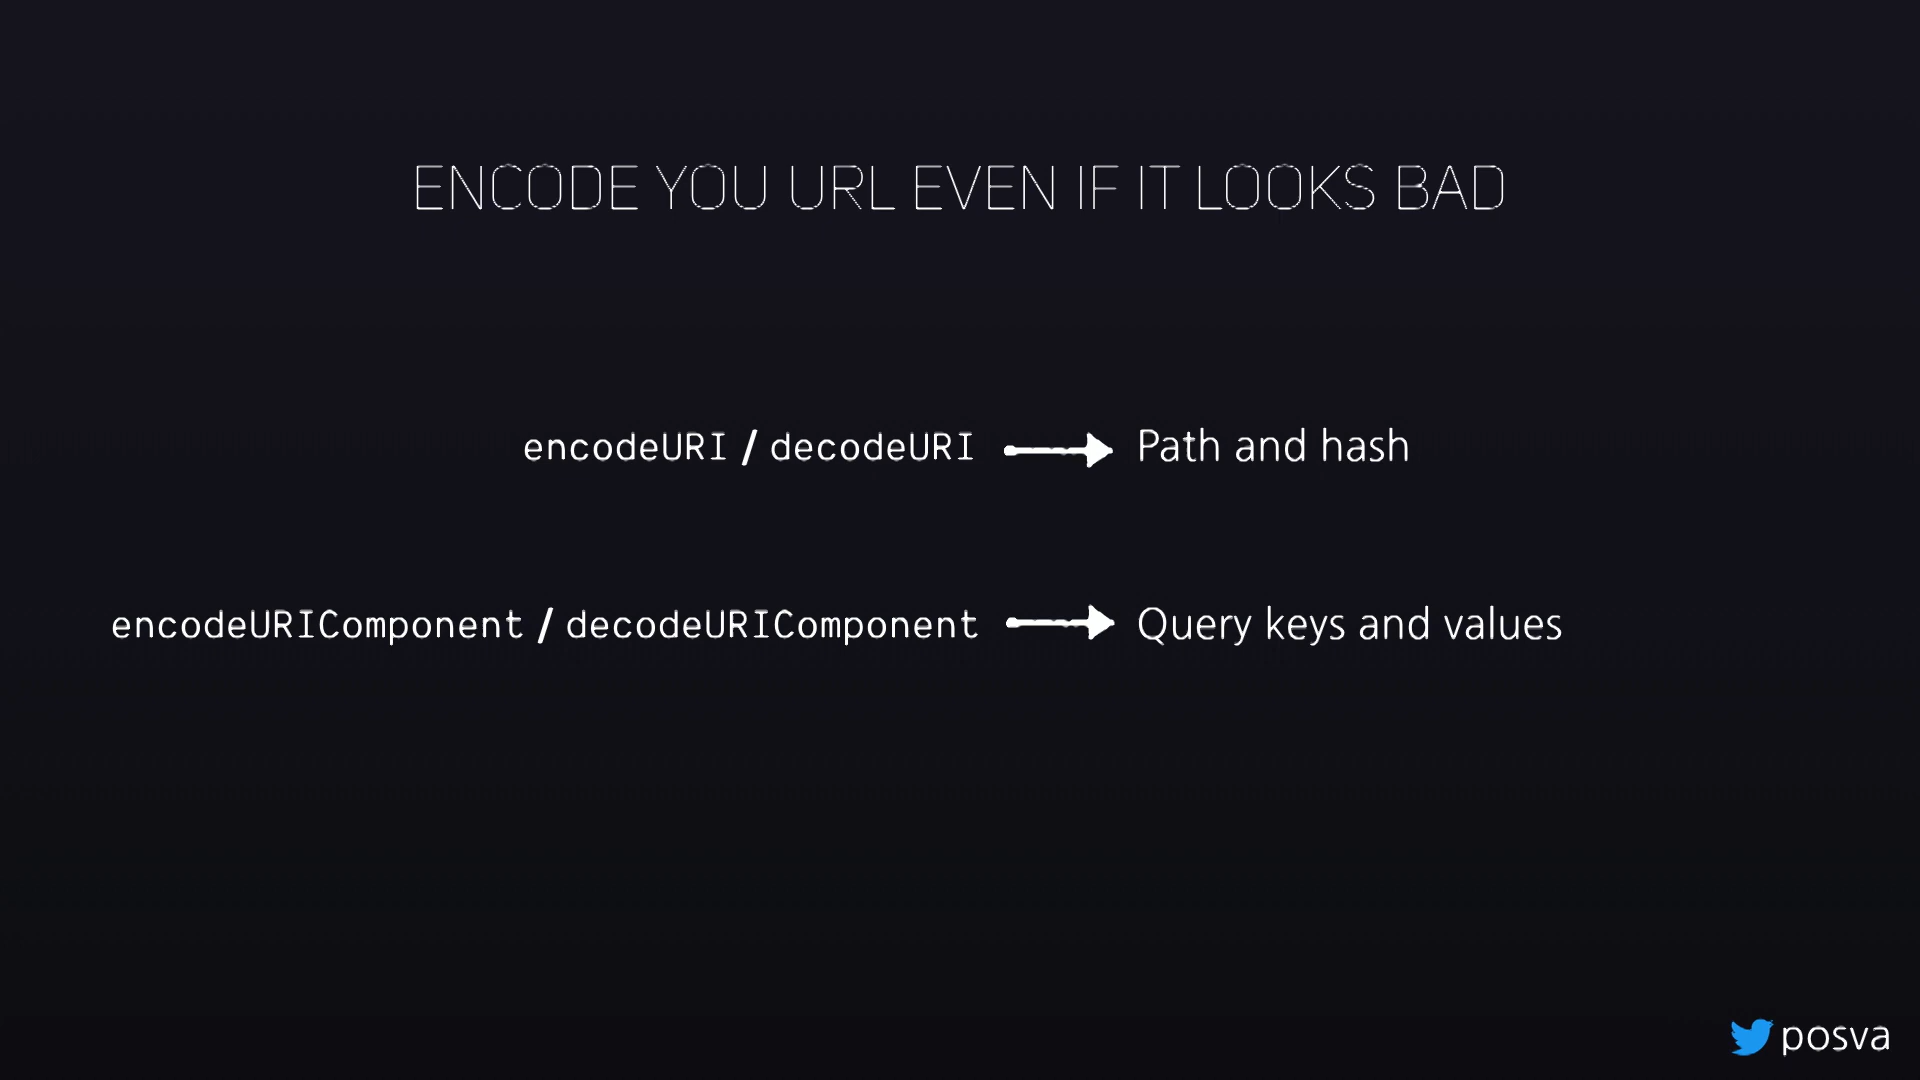 ENCODE YOU URL EVEN IF IT LOOKS BAD
encodeURI / decodeURI Path and hash
encodeURIComponent / decodeURIComponent Query keys and values
posva